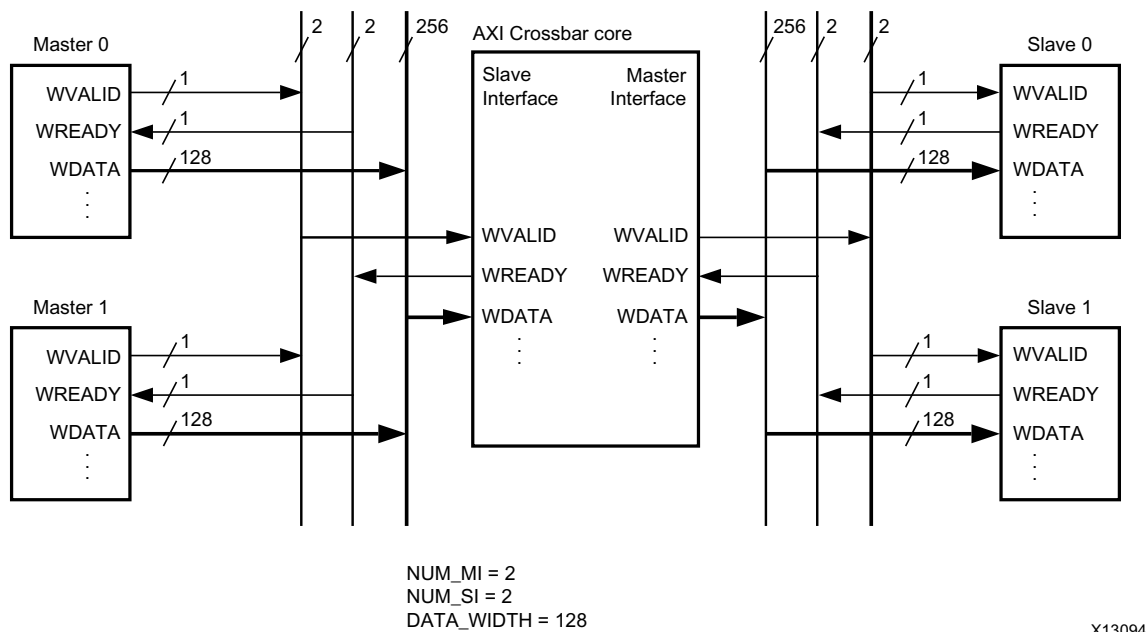 2
2
256
AXI Crossbar core
256
2
2
Master 0
Slave 0
WVALID
1
WREADY
1
WDATA
128
Slave
Interface
Master
Interface
1
WVALID
1
WREADY
128
WDATA
WVALID
WVALID
WREADY
WREADY
WDATA
WDATA
Master 1
Slave 1
WVALID
1
WREADY
1
WDATA
128
1
WVALID
1
WREADY
128
WDATA
NUM_MI = 2
NUM_SI = 2
DATA_WIDTH = 128
X13094